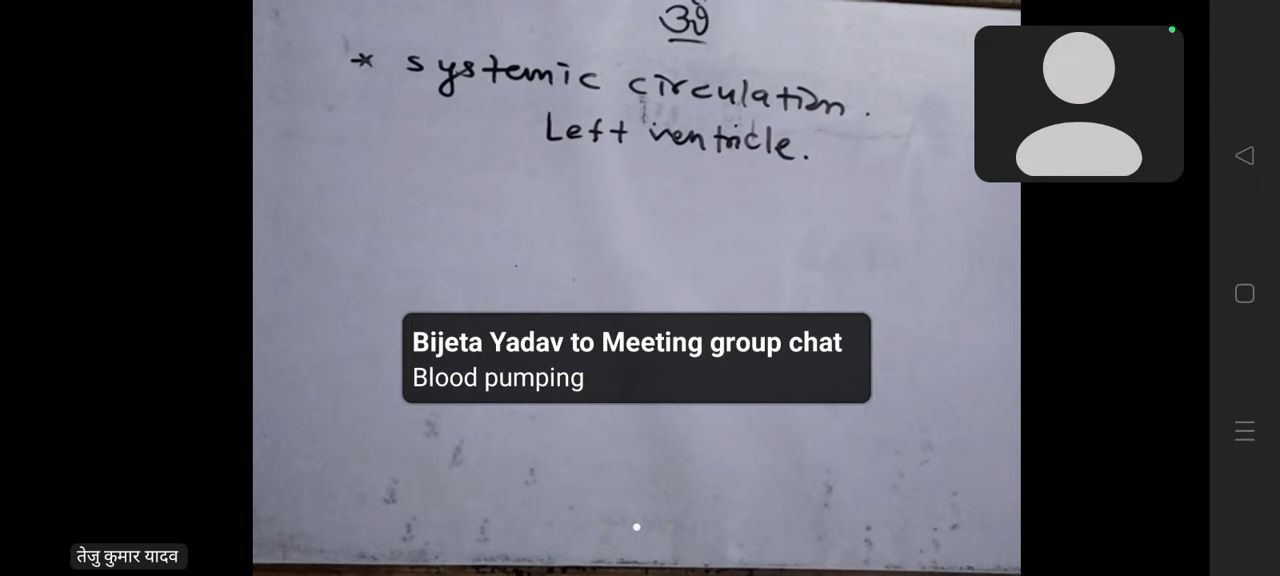 ॐ
* systemic circulation.
Left ventricle.
Bijeta Yadav to Meeting group chat
Blood pumping
तेजु कुमार यादव